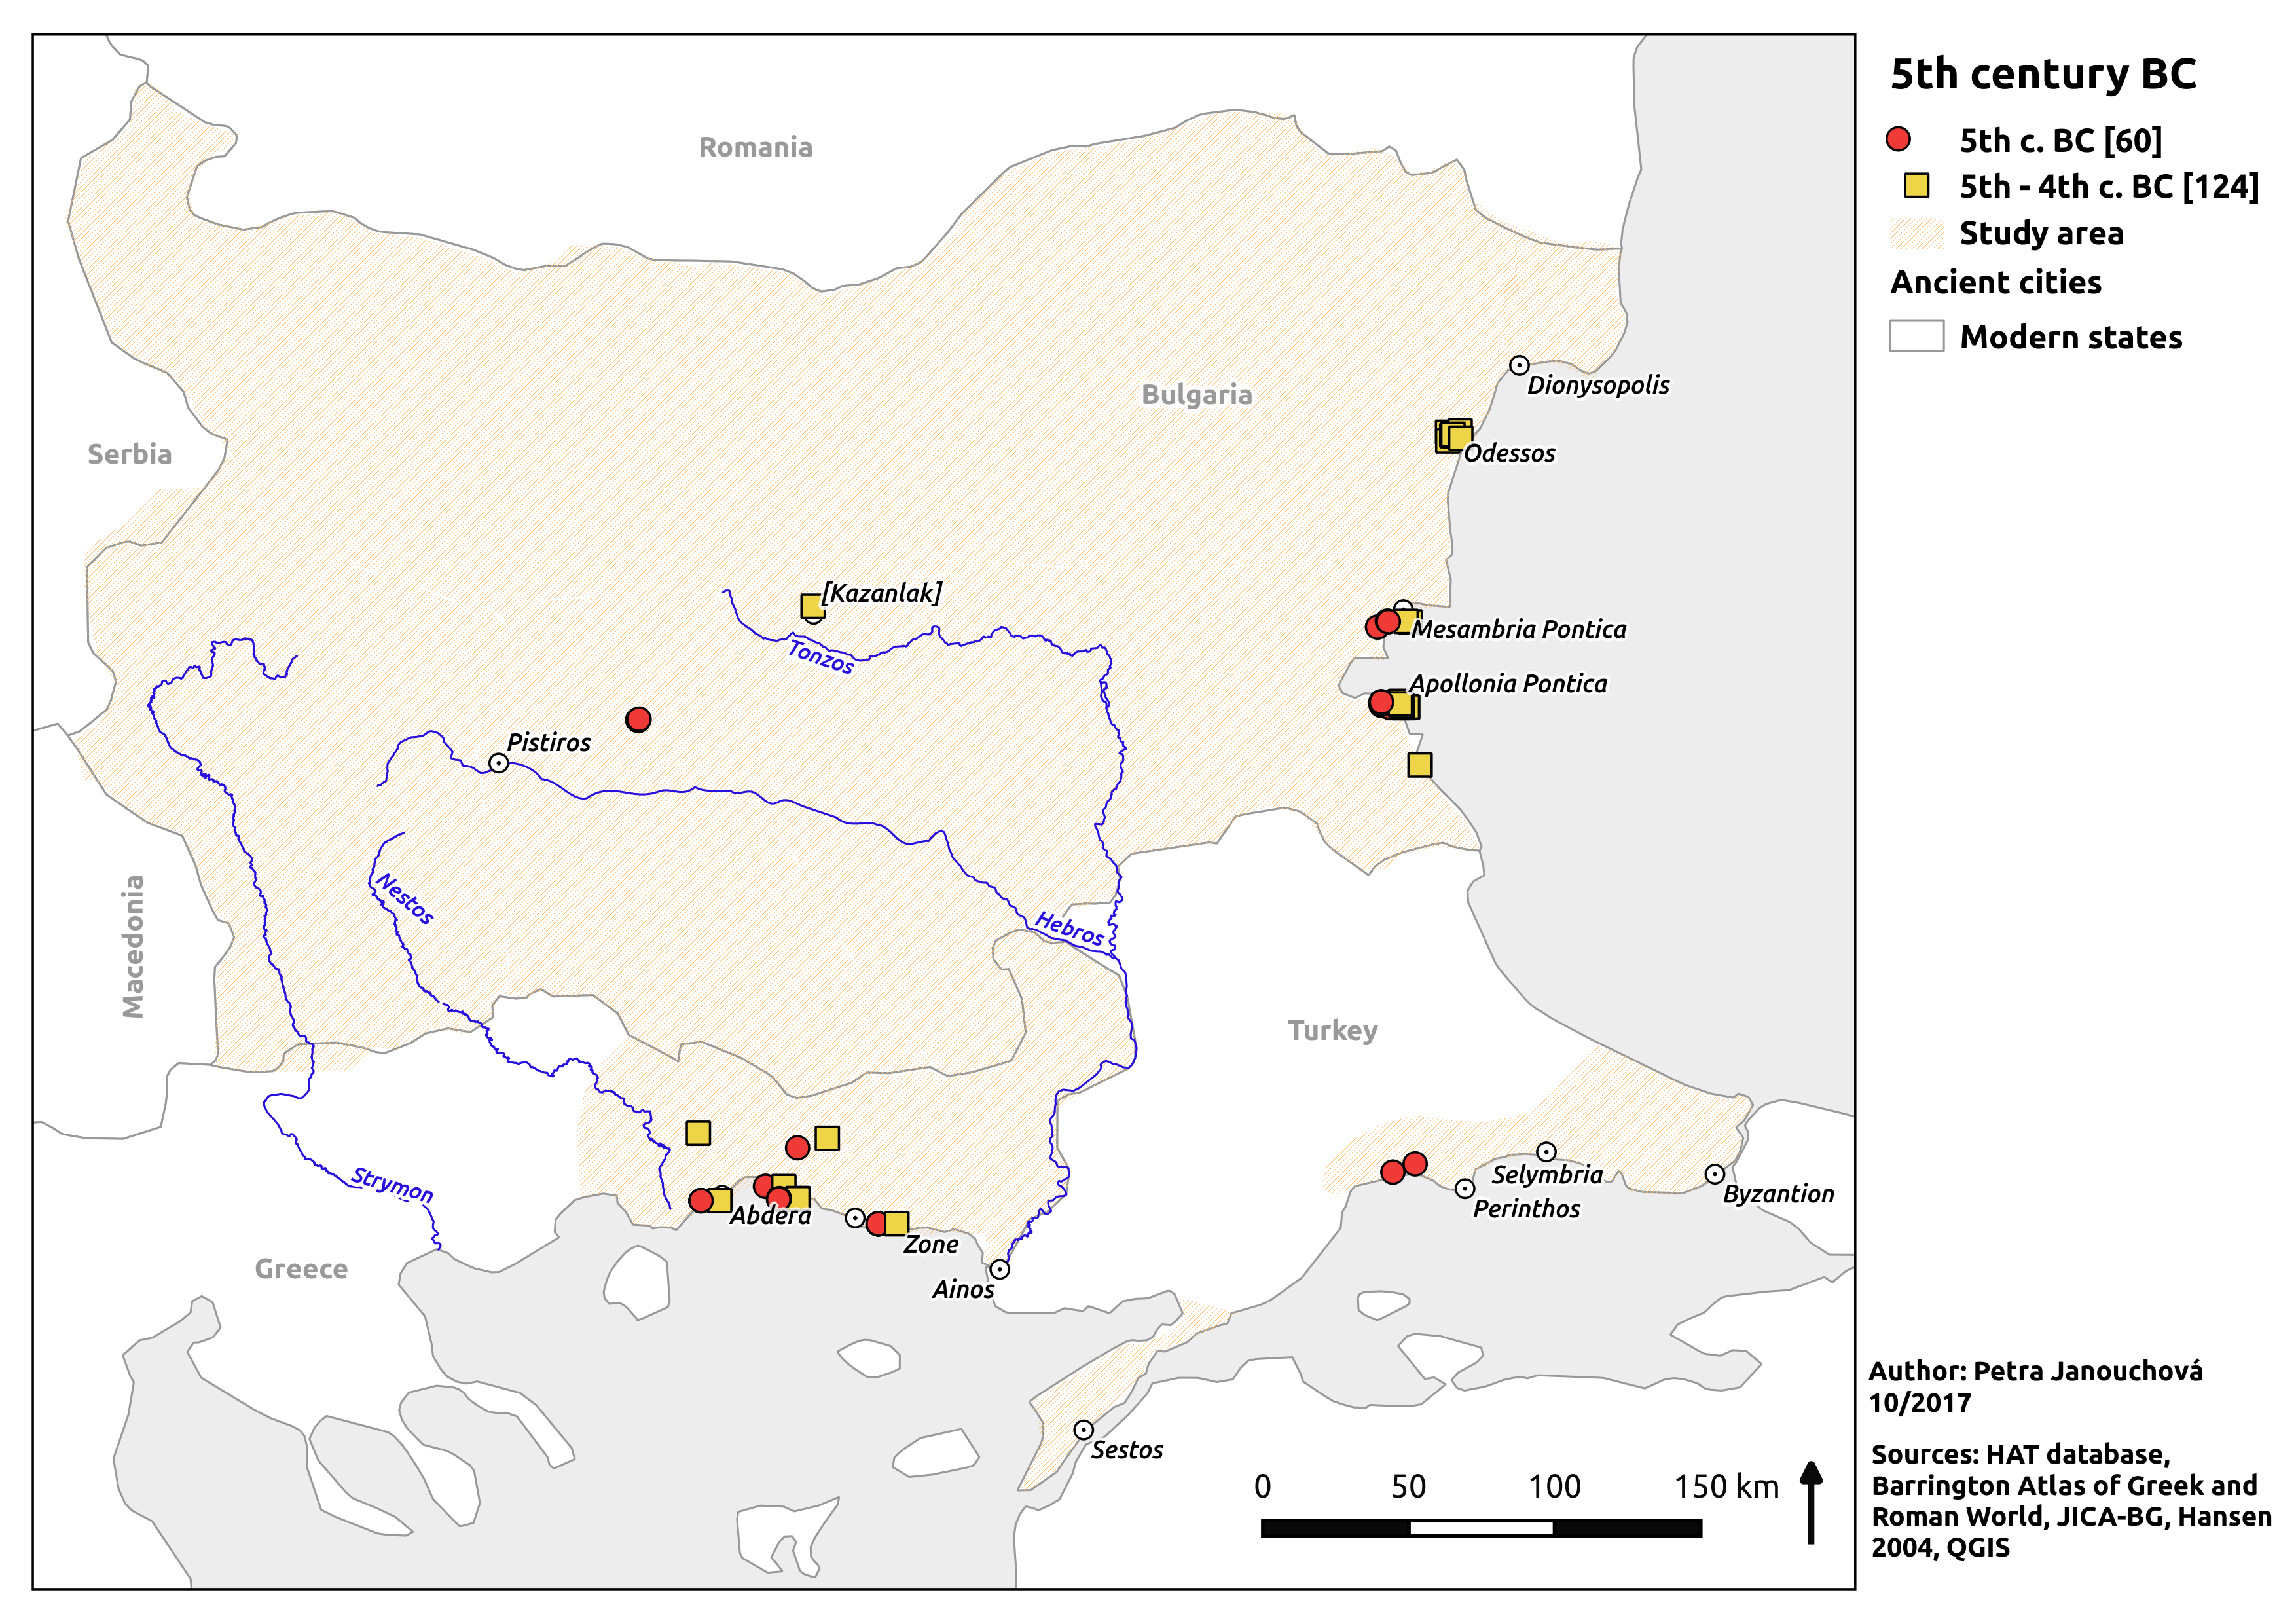 5th century BC
5th c. BC [60]
5th - 4th c. BC [124]
Study area
Ancient cities
Modern states
Romania
Bulgaria
Dionysopolis
Serbia
Odessos
[Kazanlak]
Tonzos
Mesambria Pontica
Apollonia Pontica
Pistiros
Nestos
Macedonia
Hebros
Turkey
Strymon
Selymbria
Byzantion
Perinthos
Abdera
Zone
Greece
Ainos
Sestos
0 50 100 150 km
Author: Petra Janouchová
10/2017
Sources: HAT database,
Barrington Atlas of Greek and
Roman World, JICA-BG, Hansen
2004, QGIS